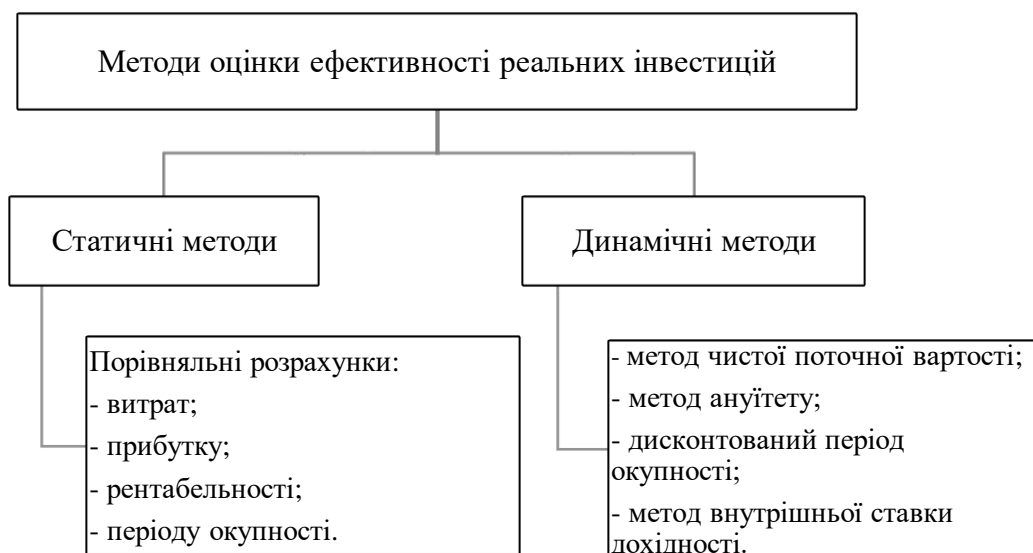 Методи оцінки ефективності реальних інвестицій
Статичні методи
Динамічні методи
Порівняльні розрахунки:
- витрат;
- прибутку;
- рентабельності;
- періоду окупності.
- метод чистої поточної вартості;
- метод ануїтету;
- дисконтований період
окупності;
- метод внутрішньої ставки
дохідності.